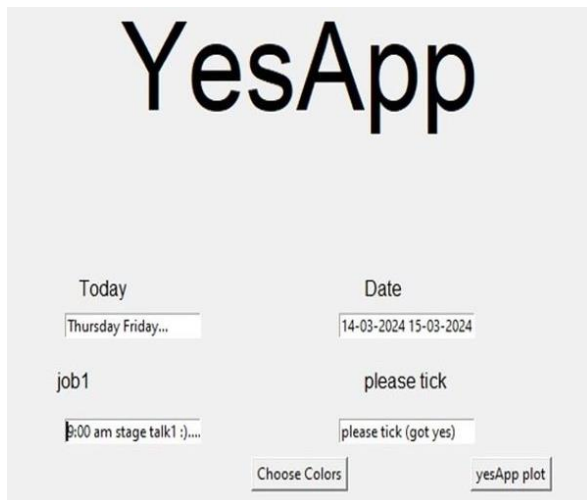 YesApp
Today Date
Thursday Friday... 14-03-2024 15-03-2024
job1 please tick
9:00 am stage talk1 :).... please tick (got yes)
Choose Colors yesApp plot